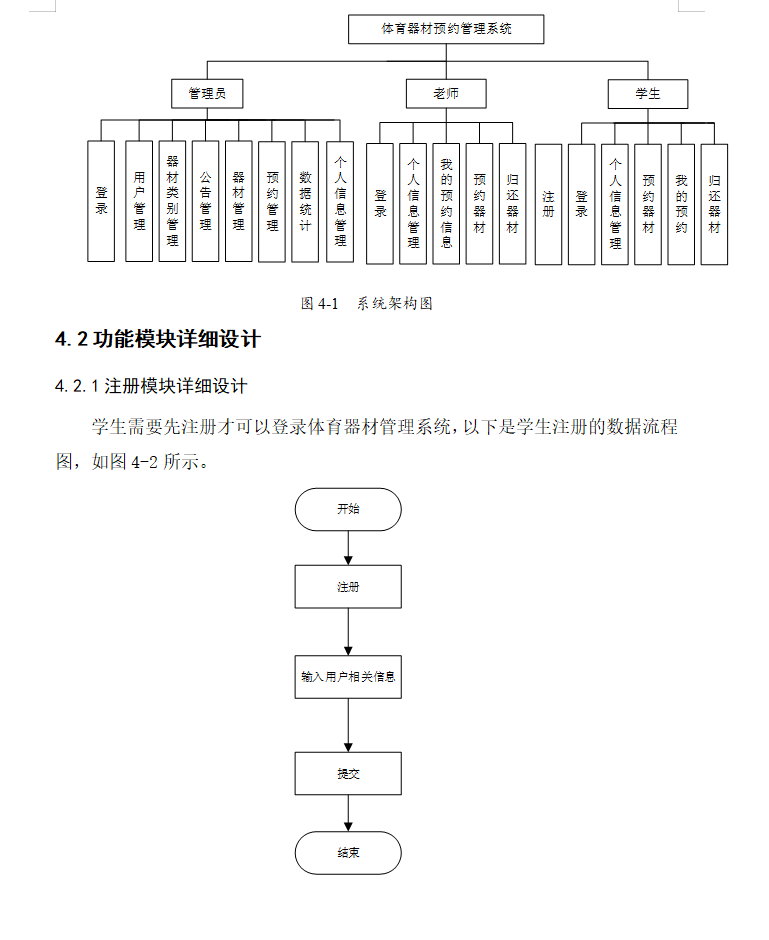 体育器材预约管理系统
管理员
老师
学生
登录
用户管理
器材类别管理
公告管理
器材管理
预约管理
数据统计
个人信息管理
登录
个人信息管理
我的预约信息
预约器材
归还器材
注册
登录
个人信息管理
预约器材
我的预约
归还器材
图 4-1 系统架构图
4.2 功能模块详细设计
4.2.1 注册模块详细设计
学生需要先注册才可以登录体育器材管理系统，以下是学生注册的数据流程
图，如图 4-2 所示。
开始
注册
输入用户相关信息
提交
结束